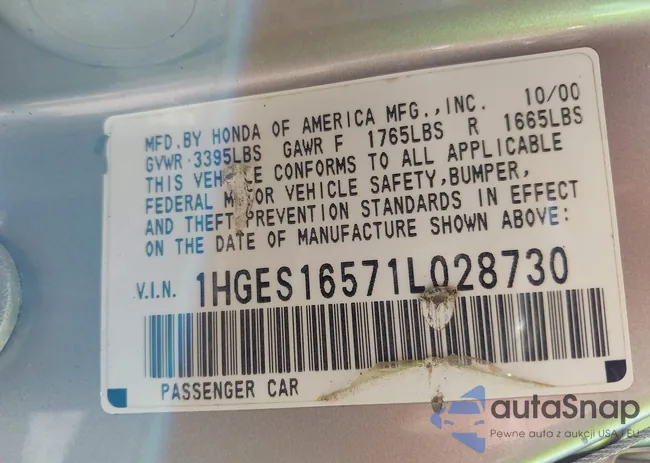 MFD.BY HONDA OF AMERICA MFG.,INC. 10/00
GVWR 3395LBS GAWR F 1765LBS R 1665LBS
THIS VEHICLE CONFORMS TO ALL APPLICABLE
FEDERAL MOTOR VEHICLE SAFETY,BUMPER,
AND THEFT PREVENTION STANDARDS IN EFFECT
ON THE DATE OF MANUFACTURE SHOWN ABOVE:
V.I.N. 1HGES16571L028730
PASSENGER CAR
autaSnap
Pewne auta z aukcji USA i EU